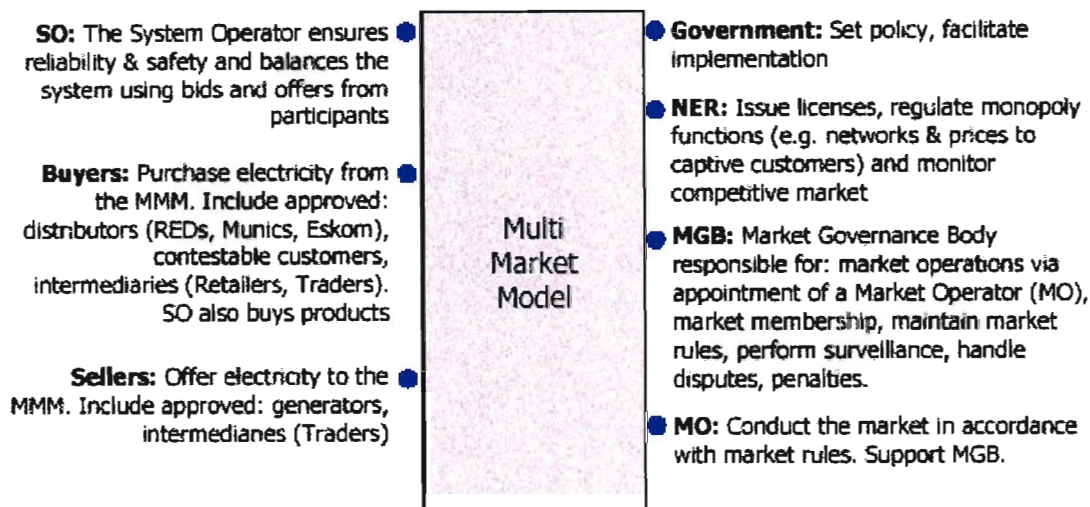 SO: The System Operator ensures
reliability & safety and balances the
system using bids and offers from
participants
Buyers: Purchase electricity from
the MMM. Include approved:
distributors (REDs, Munics, Eskom),
contestable customers,
intermediaries (Retailers, Traders).
SO also buys products
Sellers: Offer electricity to the
MMM. Include approved: generators,
intermediaries (Traders)
Multi
Market
Model
Government: Set policy, facilitate
implementation
NER: Issue licenses, regulate monopoly
functions (e.g. networks & prices to
captive customers) and monitor
competitive market
MGB: Market Governance Body
responsible for: market operations via
appointment of a Market Operator (MO),
market membership, maintain market
rules, perform surveillance, handle
disputes, penalties.
MO: Conduct the market in accordance
with market rules. Support MGB.